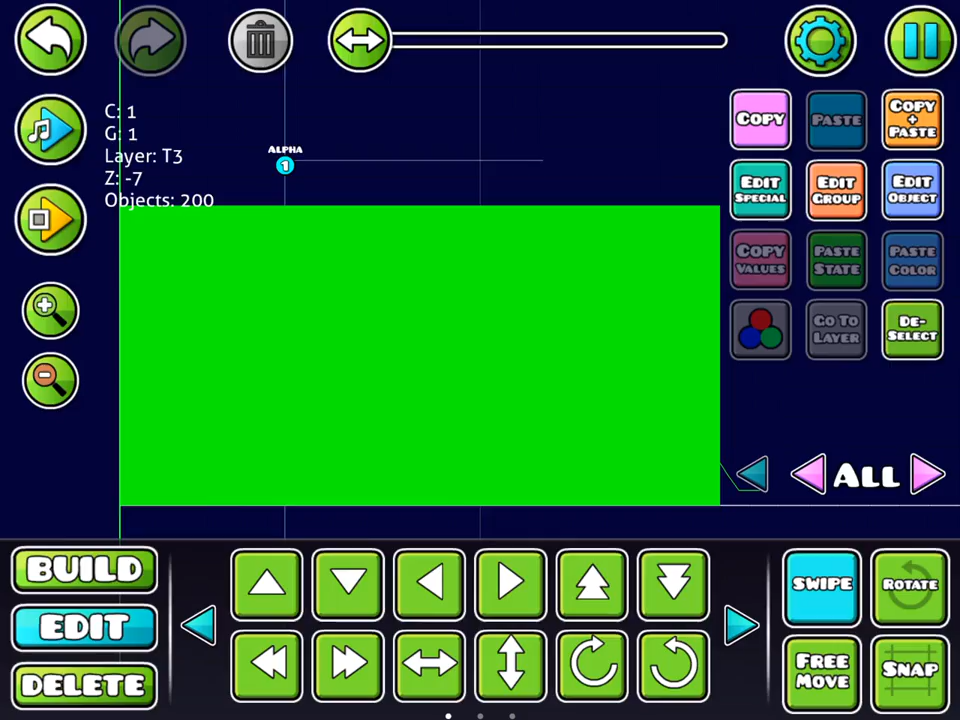 C: 1
G: 1
Layer: T3
Z: -7
Objects: 200
ALPHA
1
COPY
PASTE
COPY
+
PASTE
EDIT
SPECIAL
EDIT
GROUP
EDIT
OBJECT
COPY
VALUES
PASTE
STATE
PASTE
COLOR
GO TO
LAYER
DE-
SELECT
ALL
BUILD
EDIT
DELETE
SWIPE
ROTATE
FREE
MOVE
SNAP